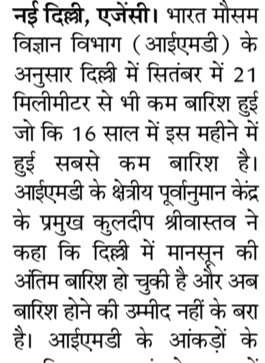 नई दिल्ली, एजेंसी। भारत मौसम
विज्ञान विभाग (आईएमडी) के
अनुसार दिल्ली में सितंबर में 21
मिलीमीटर से भी कम बारिश हुई
जो कि 16 साल में इस महीने में
हुई सबसे कम बारिश है।
आईएमडी के क्षेत्रीय पूर्वानुमान केंद्र
के प्रमुख कुलदीप श्रीवास्तव ने
कहा कि दिल्ली में मानसून की
अंतिम बारिश हो चुकी है और अब
बारिश होने की उम्मीद नहीं के बरा
है। आईएमडी के आंकड़ों के